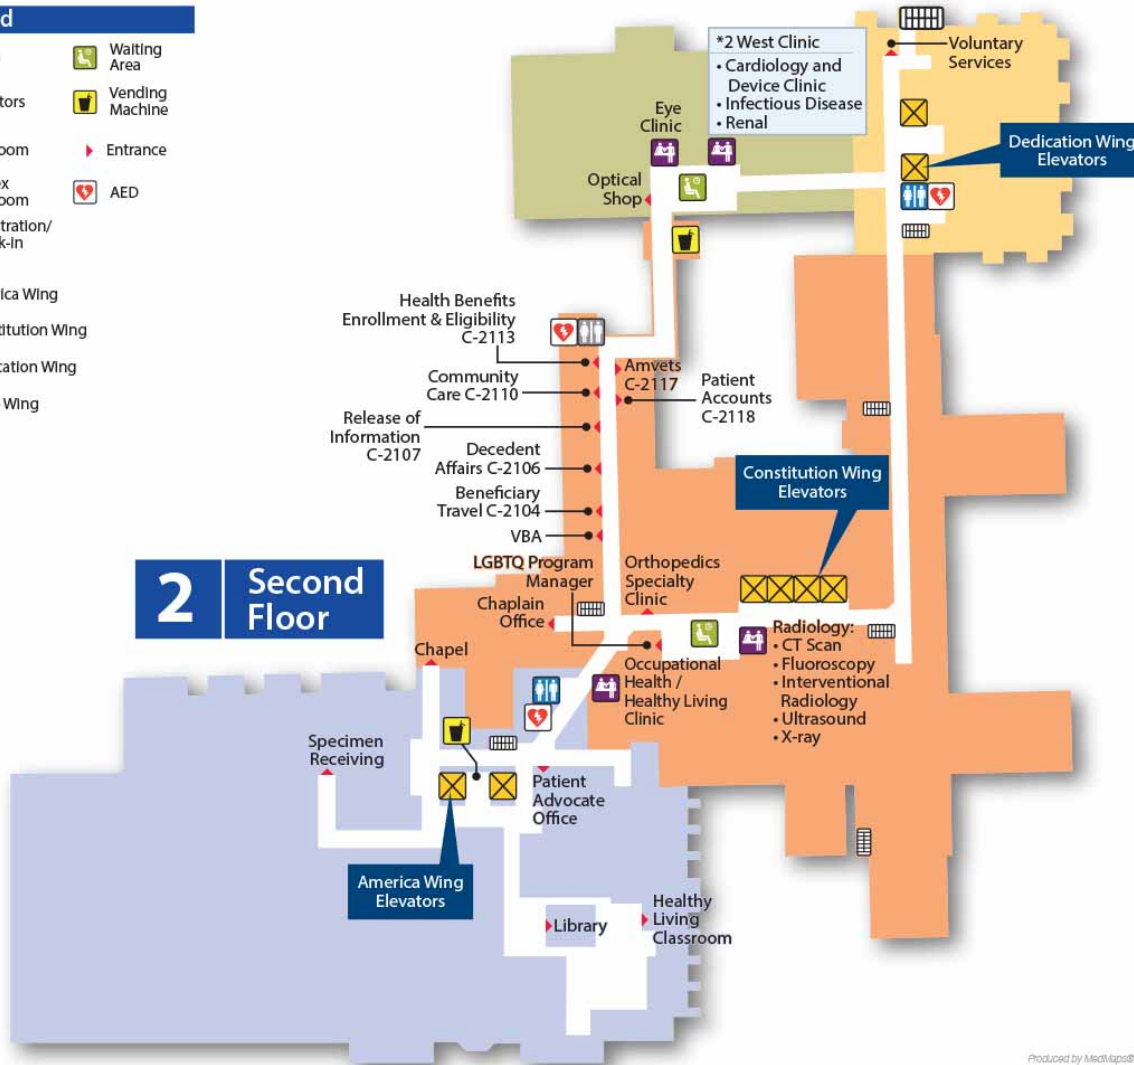 d
Waiting
Area
tors
Vending
Machine
oom
Entrance
x
oom
AED
tration/
k-in
ica Wing
titution Wing
cation Wing
Wing
*2 West Clinic
• Cardiology and
Device Clinic
• Infectious Disease
• Renal
Voluntary
Services
Eye
Clinic
Dedication Wing
Elevators
Optical
Shop
Health Benefits
Enrollment & Eligibility
C-2113
Amvets
C-2117
Community
Care C-2110
Patient
Accounts
C-2118
Release of
Information
C-2107
Decedent
Affairs C-2106
Constitution Wing
Elevators
Beneficiary
Travel C-2104
VBA
LGBTQ Program
Manager
Orthopedics
Specialty
Clinic
2
Second
Floor
Chaplain
Office
Radiology:
• CT Scan
• Fluoroscopy
• Interventional
Radiology
• Ultrasound
• X-ray
Chapel
Occupational
Health /
Healthy Living
Clinic
Specimen
Receiving
Patient
Advocate
Office
America Wing
Elevators
Library
Healthy
Living
Classroom
Produced by MedMaps®